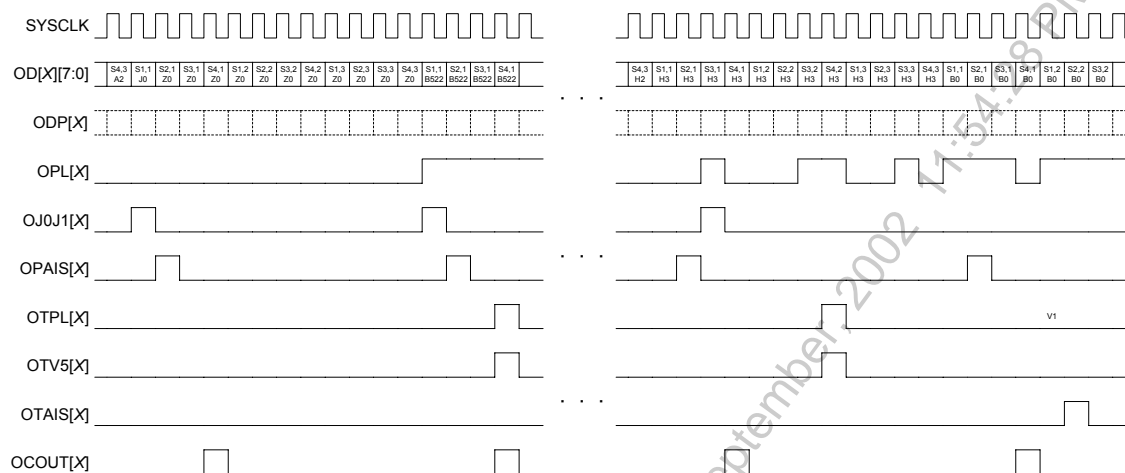 SYSCLK
OD[X][7:0]
S4,3 S1,1 S2,1 S3,1 S4,1 S1,2 S2,2 S3,2 S4,2 S1,3 S2,3 S3,3 S4,3 S1,1 S2,1 S3,1 S4,1
A2 J0 Z0 Z0 Z0 Z0 Z0 Z0 Z0 Z0 Z0 Z0 Z0 B522 B522 B522 B522
S4,3 S1,1 S2,1 S3,1 S4,1 S1,2 S2,2 S3,2 S4,2 S1,3 S2,3 S3,3 S4,3 S1,1 S2,1 S3,1 S4,1 S1,2 S2,2 S3,2
H2 H3 H3 H3 H3 H3 H3 H3 H3 H3 H3 H3 H3 B0 B0 B0 B0 B0 B0 B0
. . .
ODP[X]
OPL[X]
OJ0J1[X]
OPAIS[X]
. . .
OTPL[X]
V1
OTV5[X]
OTAIS[X]
. . .
OCOUT[X]
2002 11:54:28